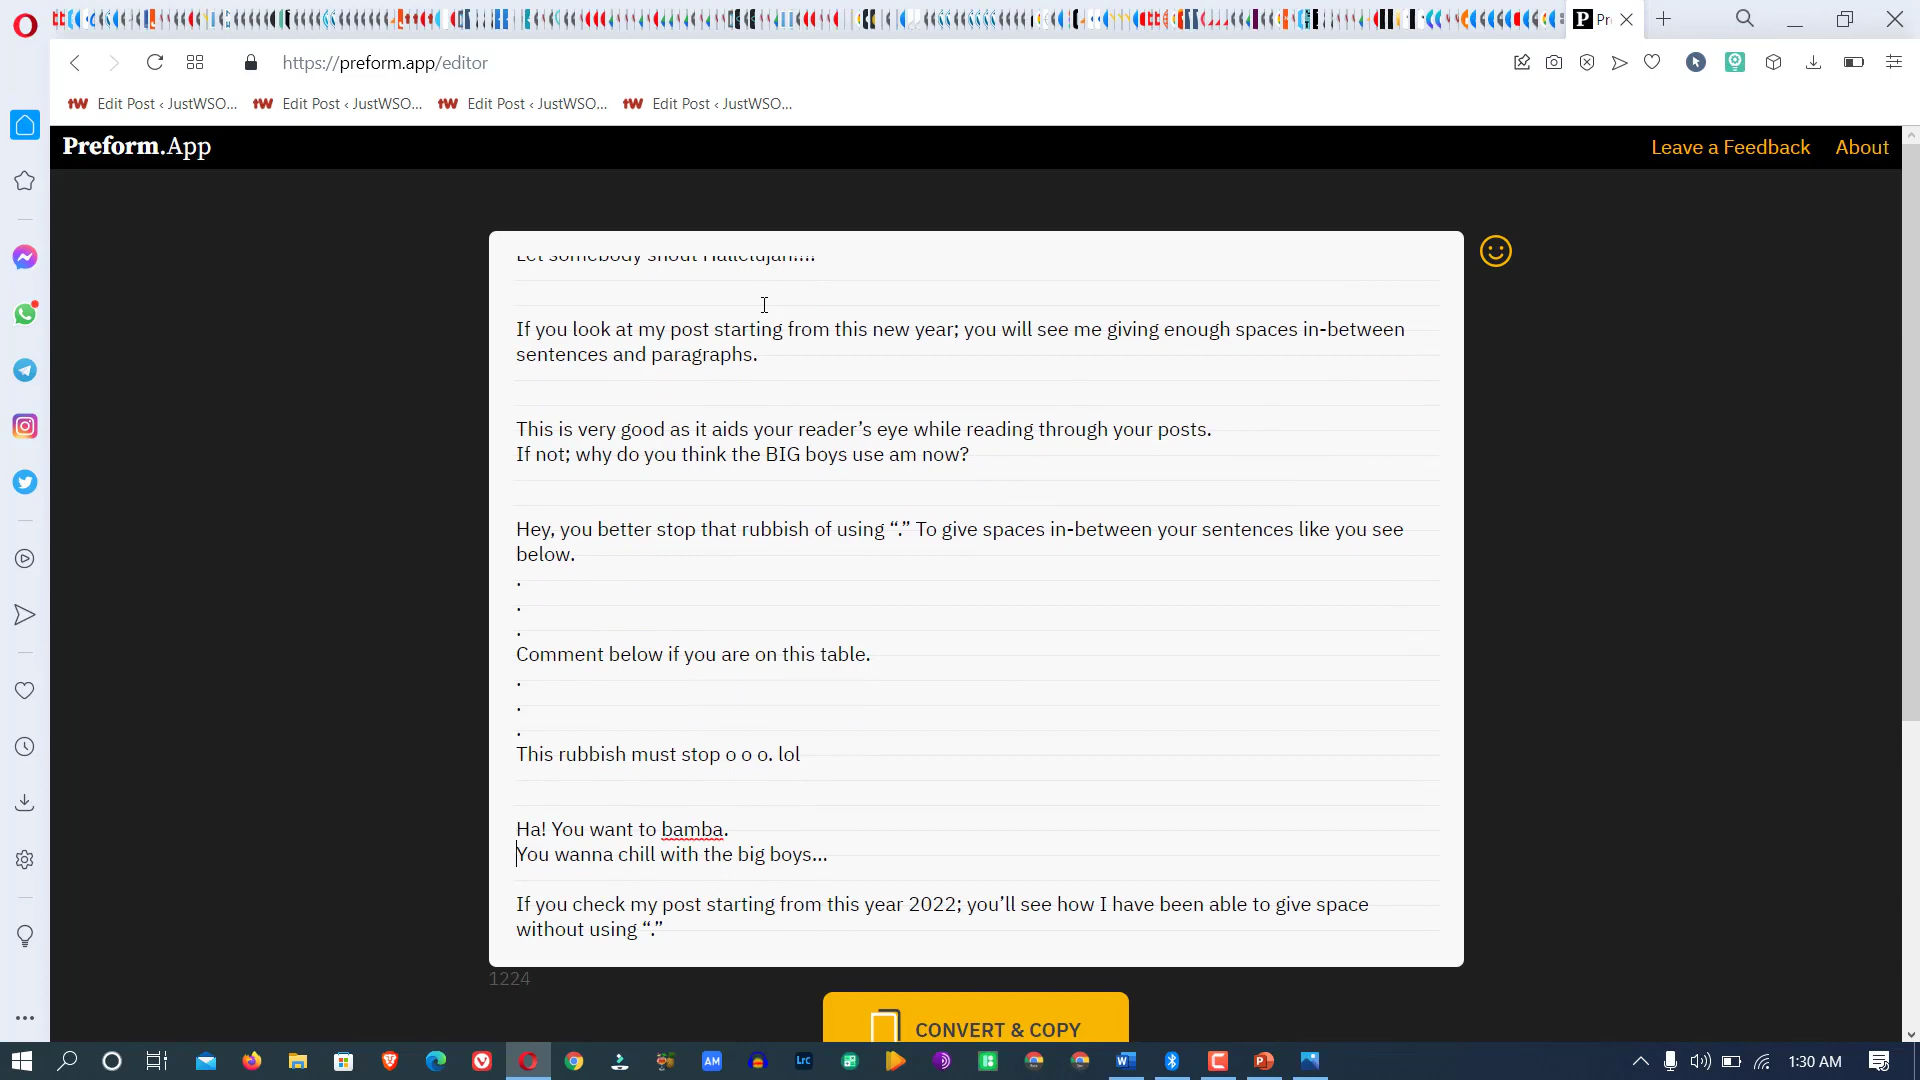 Pr
https://preform.app/editor
Edit Post ‹ JustWSO...
Edit Post ‹ JustWSO...
Edit Post ‹ JustWSO...
Edit Post ‹ JustWSO...
Preform.App
Leave a Feedback
About
Let somebody shout Hallelujah....
If you look at my post starting from this new year; you will see me giving enough spaces in-between
sentences and paragraphs.
This is very good as it aids your reader’s eye while reading through your posts.
If not; why do you think the BIG boys use am now?
Hey, you better stop that rubbish of using “.” To give spaces in-between your sentences like you see
below.
.
.
.
Comment below if you are on this table.
.
.
.
This rubbish must stop o o o. lol
Ha! You want to bamba.
You wanna chill with the big boys...
If you check my post starting from this year 2022; you’ll see how I have been able to give space
without using “.”
1224
CONVERT & COPY
AM
Lrc
1:30 AM